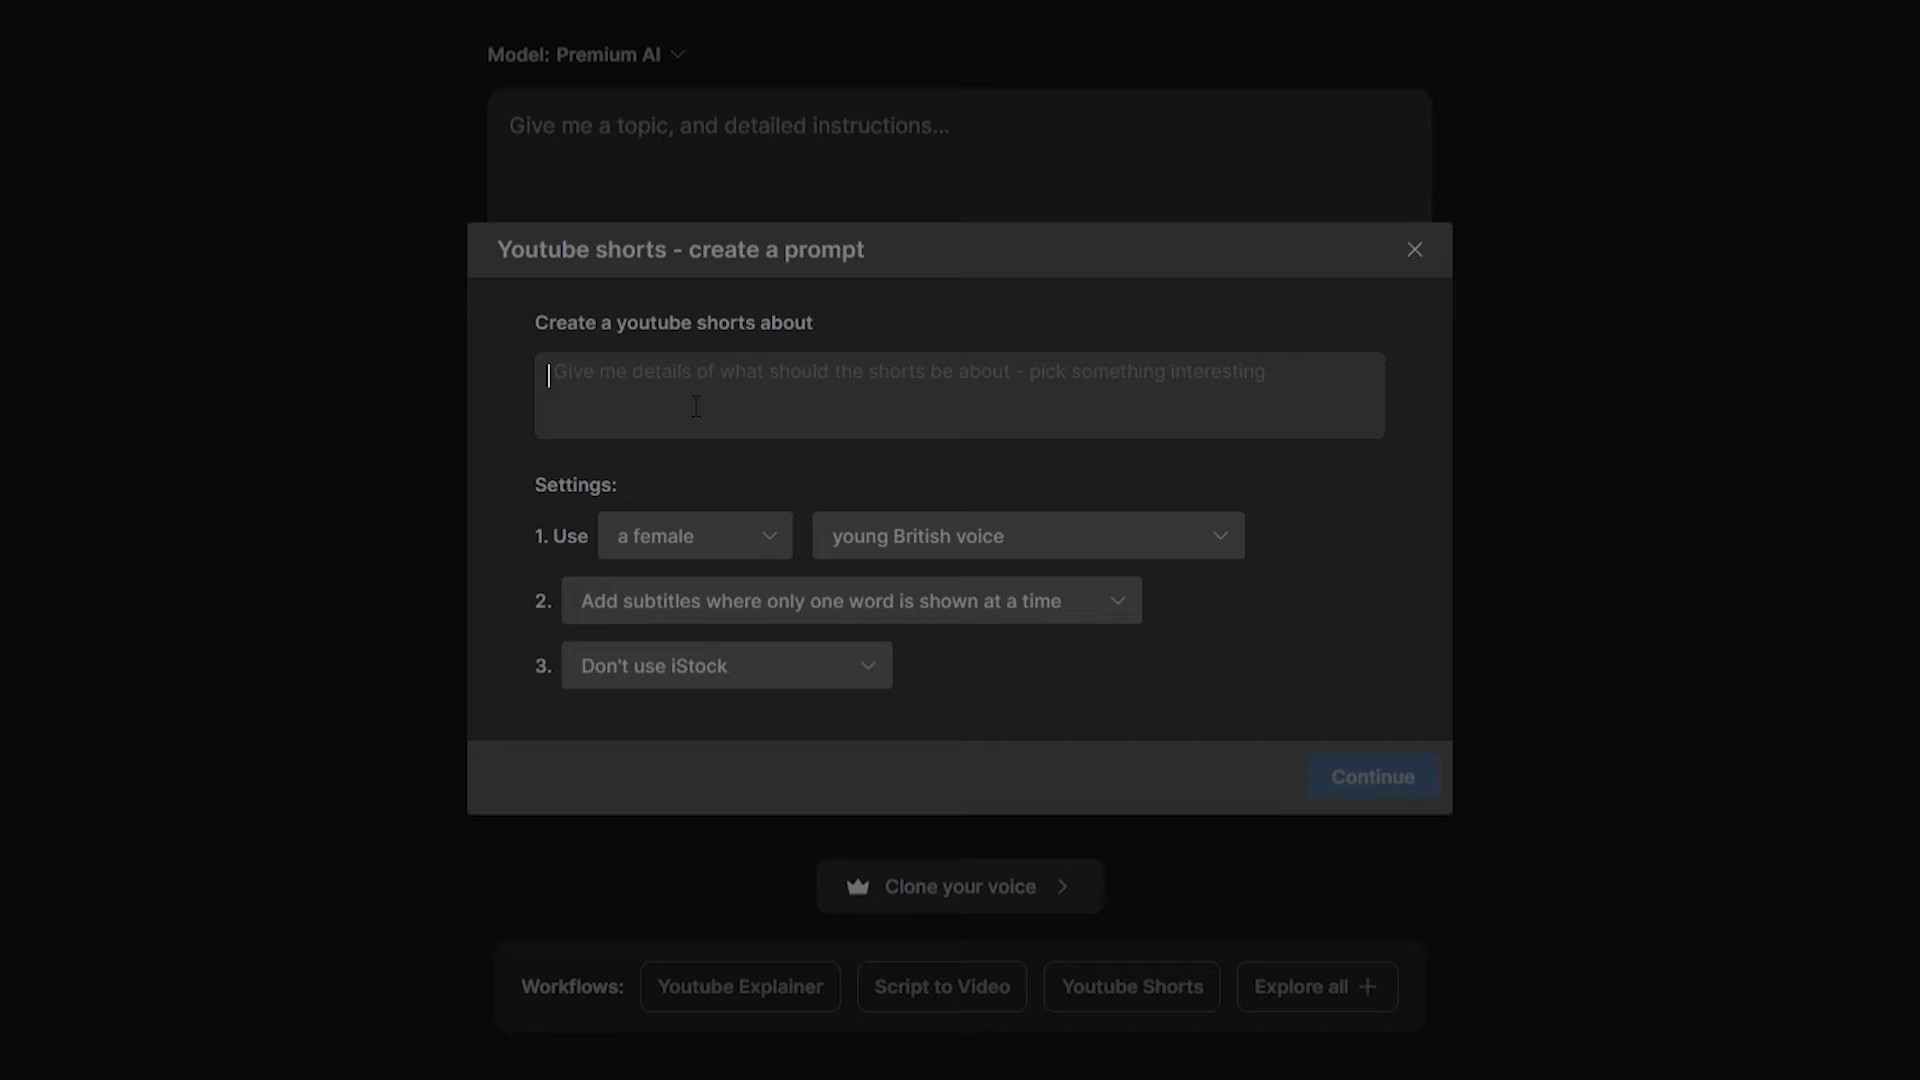 Model: Premium AI
Give me a topic, and detailed instructions...
Youtube shorts - create a prompt
Create a youtube shorts about
Give me details of what should the shorts be about - pick something interesting
Settings:
1. Use a female young British voice
2. Add subtitles where only one word is shown at a time
3. Don't use iStock
Continue
Clone your voice
Workflows: Youtube Explainer Script to Video Youtube Shorts Explore all